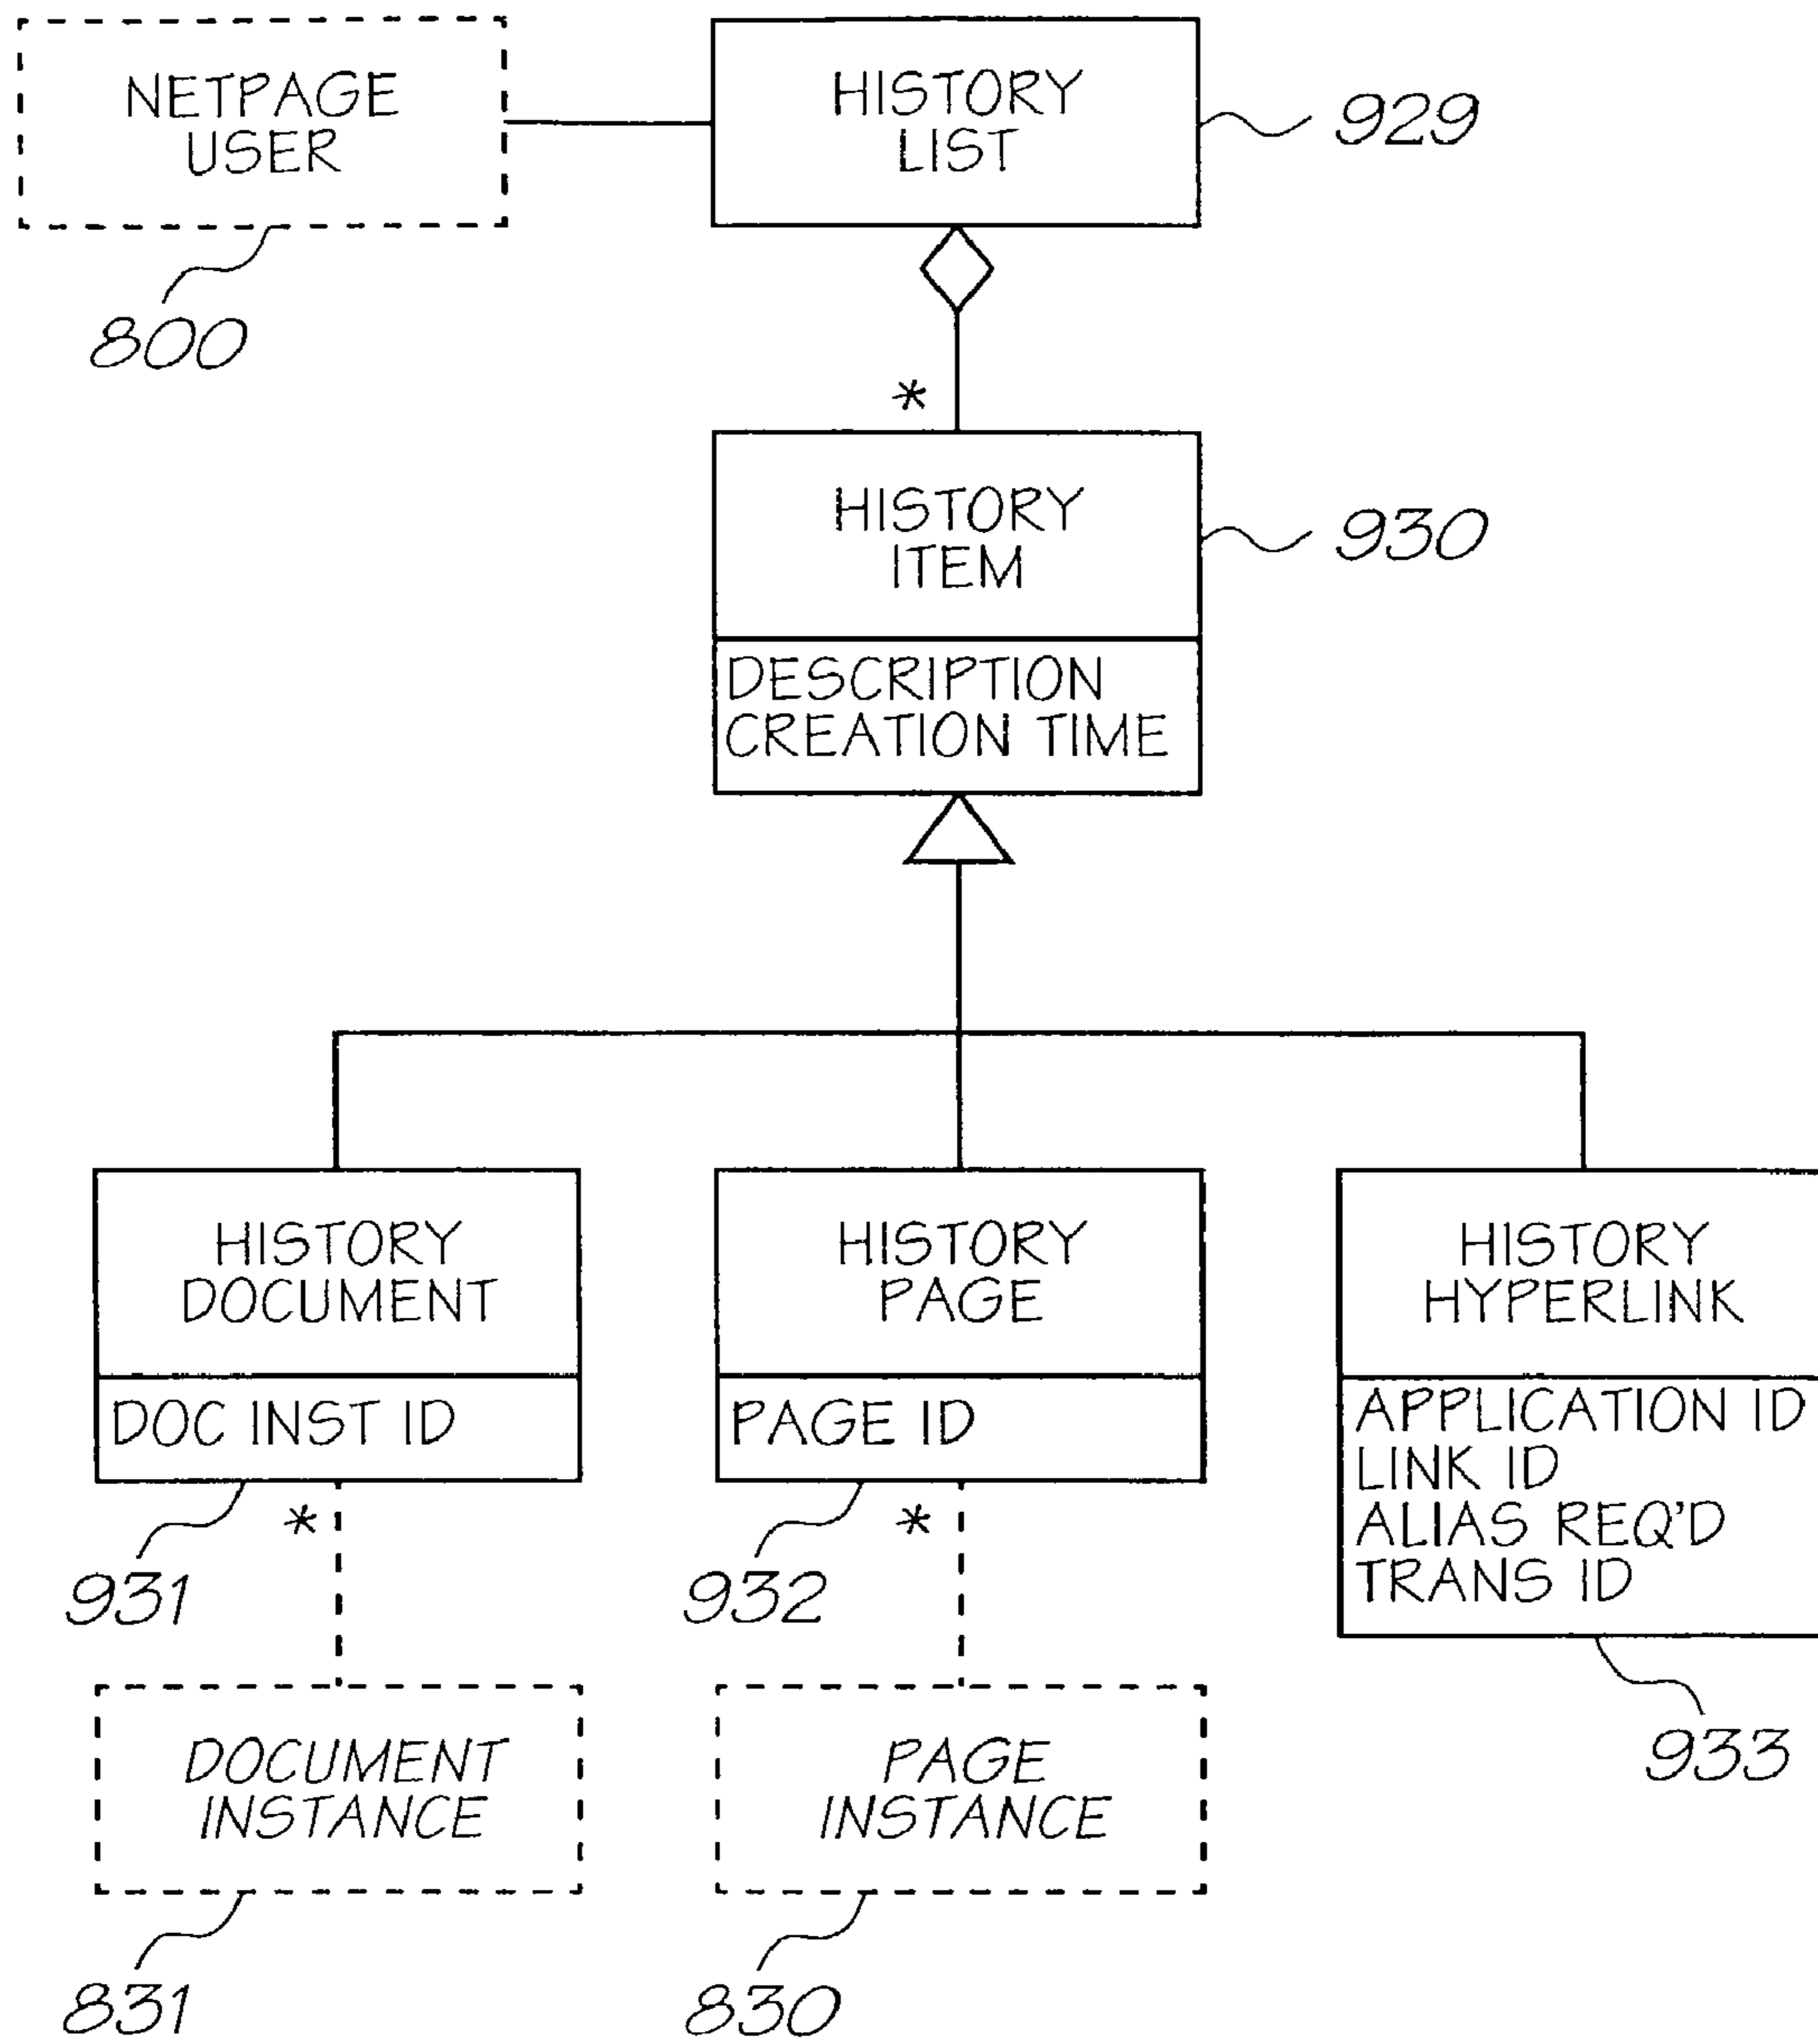 NETPAGE
USER
800
HISTORY
LIST
929
*
HISTORY
ITEM
930
DESCRIPTION
CREATION TIME
HISTORY
DOCUMENT
DOC INST ID
931
*
HISTORY
PAGE
PAGE ID
932
*
HISTORY
HYPERLINK
APPLICATION ID
LINK ID
ALIAS REQ'D
TRANS ID
933
DOCUMENT
INSTANCE
831
PAGE
INSTANCE
830